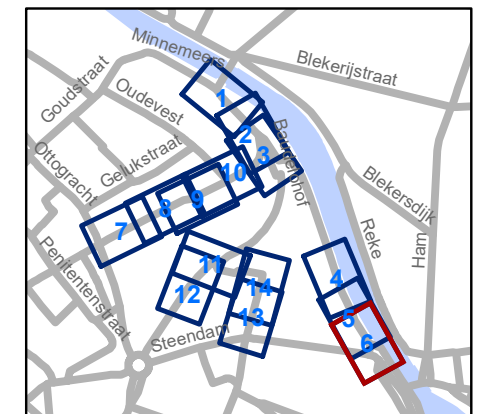 Minnemeers
Blekerijstraat
Goudstraat
Oudevest
1
2
Baudelohof
3
Ottogracht
Gelukstraat
10
Blekersdijk
9
8
7
Reke
Ham
Penitentenstraat
11
12
14
13
4
5
6
Steendam